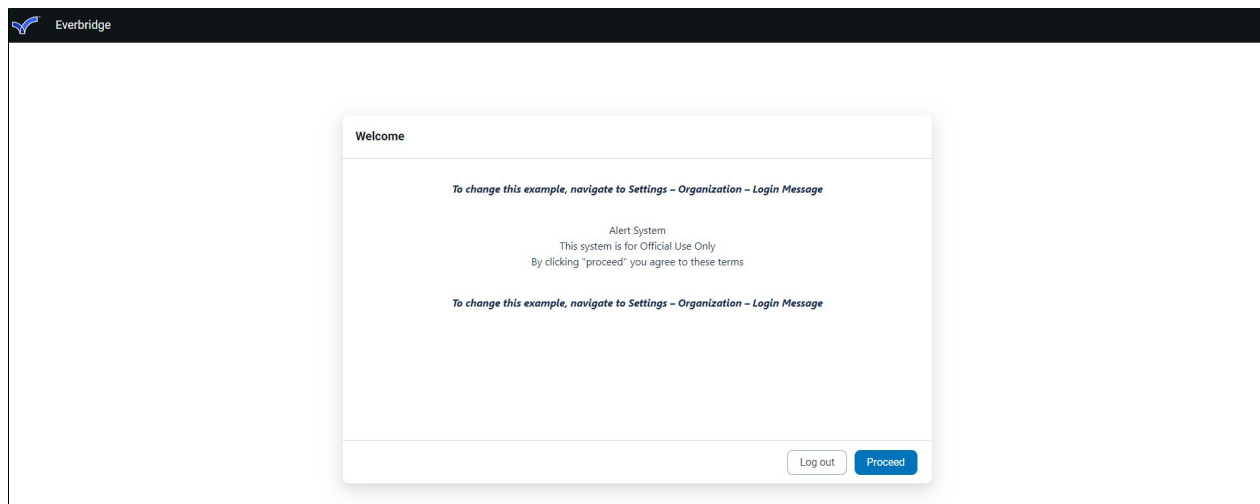 Everbridge
Welcome
To change this example, navigate to Settings – Organization – Login Message
Alert System
This system is for Official Use Only
By clicking "proceed" you agree to these terms
To change this example, navigate to Settings – Organization – Login Message
Log out
Proceed